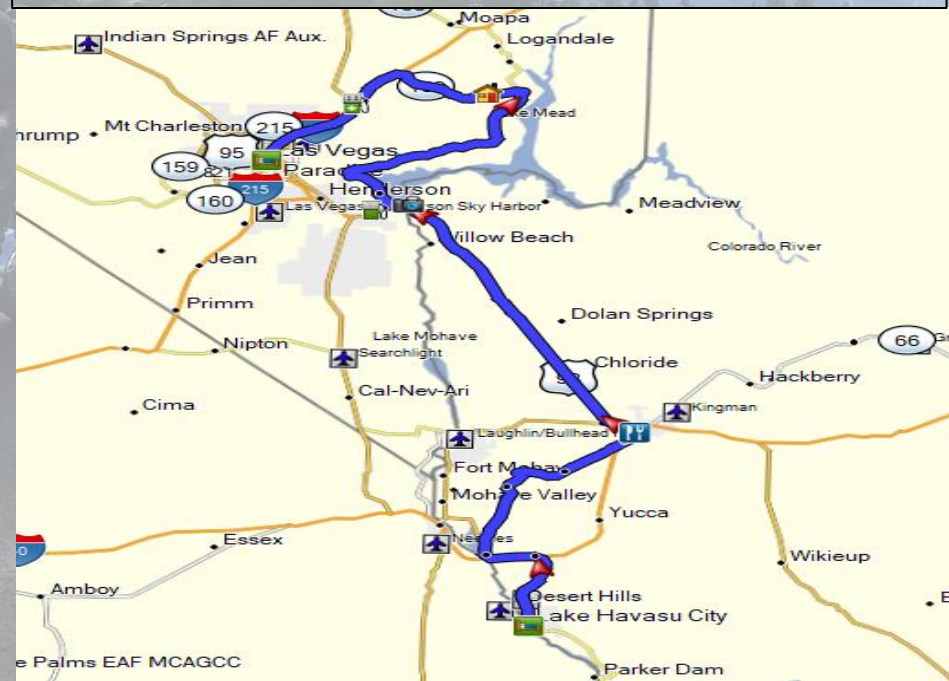 Moapa
Indian Springs AF Aux.
Logandale
Mt Charleston
215
95
Las Vegas
Paradise
159
215
160
Henderson
Las Vegas
Sky Harbor
Meadview
Willow Beach
Colorado River
Jean
Primm
Dolan Springs
Nipton
Lake Mohave
Searchlight
66
Chloride
Hackberry
Cal-Nev-Ari
Cima
Kingman
Laughlin/Bullhead
Fort Mohave
Mohave Valley
Yucca
Essex
Needles
Wikieup
Amboy
Desert Hills
Lake Havasu City
e Palms EAF MCAGCC
Parker Dam